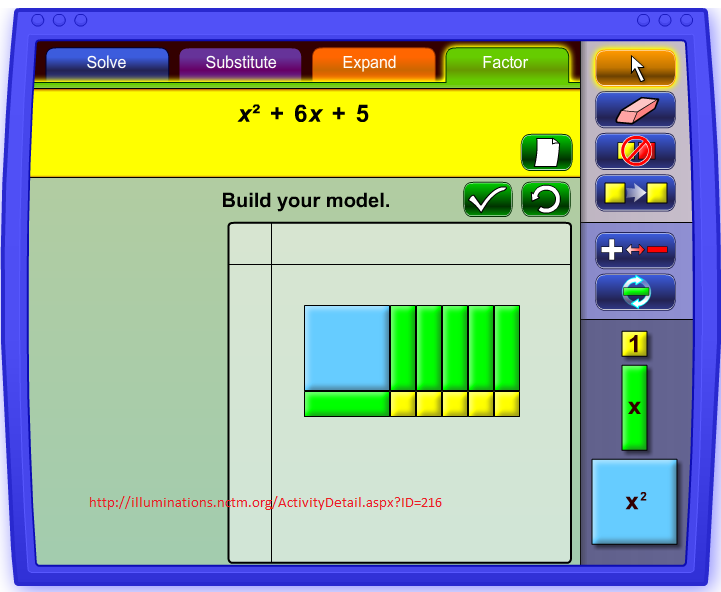 Solve Substitute Expand Factor
x² + 6x + 5
Build your model.
1
x
x²
http://illuminations.nctm.org/ActivityDetail.aspx?ID=216